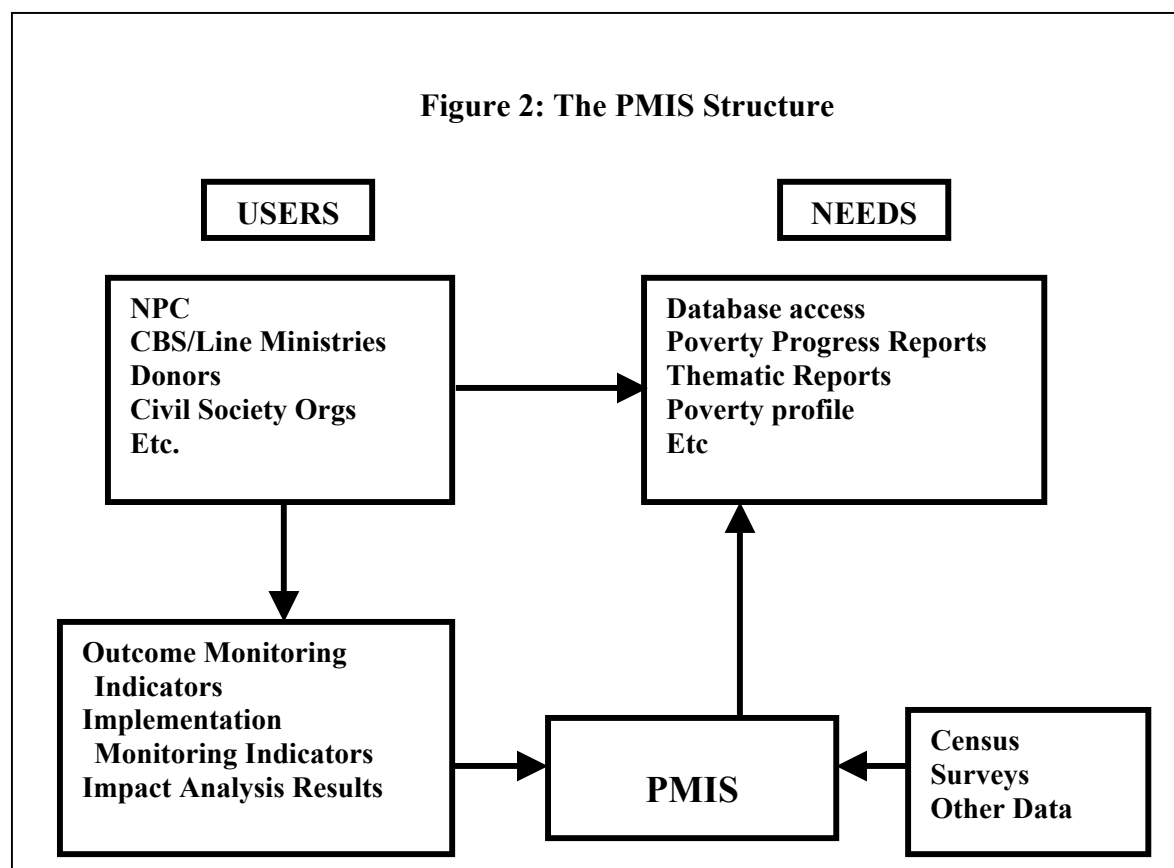 Figure 2: The PMIS Structure
USERS
NEEDS
NPC
CBS/Line Ministries
Donors
Civil Society Orgs
Etc.
Database access
Poverty Progress Reports
Thematic Reports
Poverty profile
Etc
Outcome Monitoring
Indicators
Implementation
Monitoring Indicators
Impact Analysis Results
PMIS
Census
Surveys
Other Data